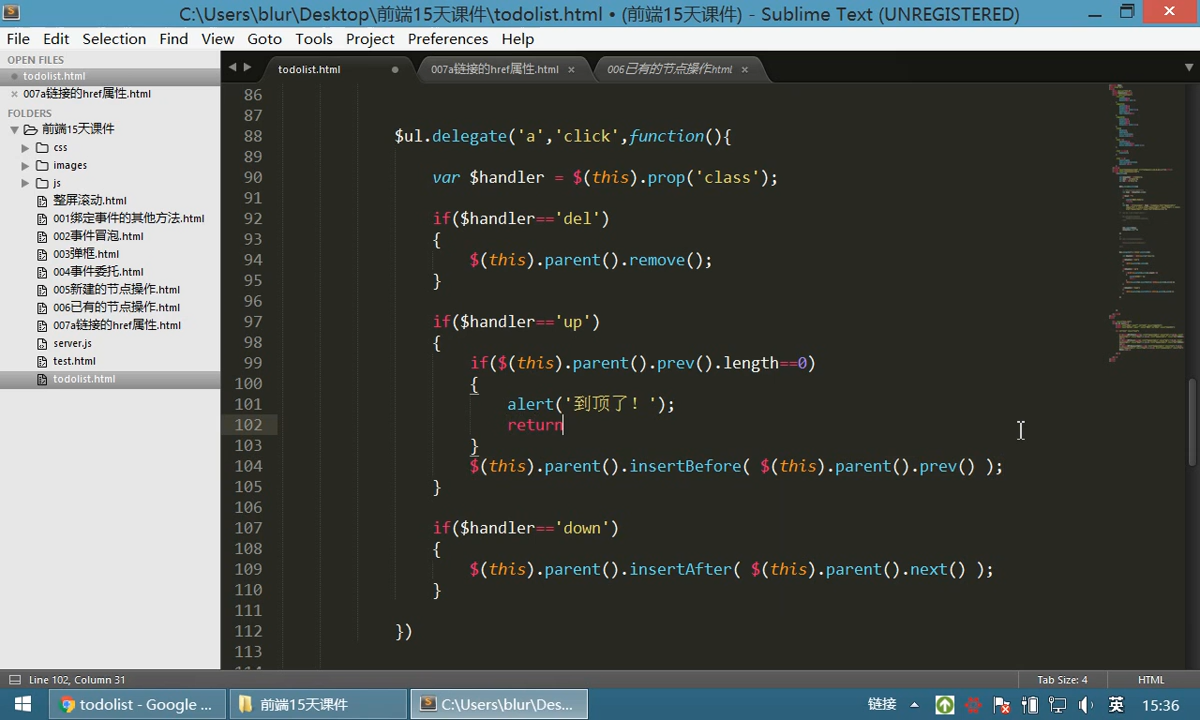 C:\Users\blur\Desktop\前端15天课件\todolist.html • (前端15天课件) - Sublime Text (UNREGISTERED)
File Edit Selection Find View Goto Tools Project Preferences Help
OPEN FILES
todolist.html
007a链接的href属性.html
FOLDERS
前端15天课件
css
images
js
整屏滚动.html
001绑定事件的其他方法.html
002事件冒泡.html
003弹框.html
004事件委托.html
005新建的节点操作.html
006已有的节点操作.html
007a链接的href属性.html
server.js
test.html
todolist.html
todolist.html 007a链接的href属性.html 006已有的节点操作html
86
87
88 $ul.delegate('a','click',function(){
89
90 var $handler = $(this).prop('class');
91
92 if($handler=='del')
93 {
94 $(this).parent().remove();
95 }
96
97 if($handler=='up')
98 {
99 if($(this).parent().prev().length==0)
100 {
101 alert('到顶了！');
102 return
103 }
104 $(this).parent().insertBefore( $(this).parent().prev() );
105 }
106
107 if($handler=='down')
108 {
109 $(this).parent().insertAfter( $(this).parent().next() );
110 }
111
112 })
113
Line 102, Column 31 Tab Size: 4 HTML
todolist - Google ... 前端15天课件 C:\Users\blur\Des... 链接 英 15:36